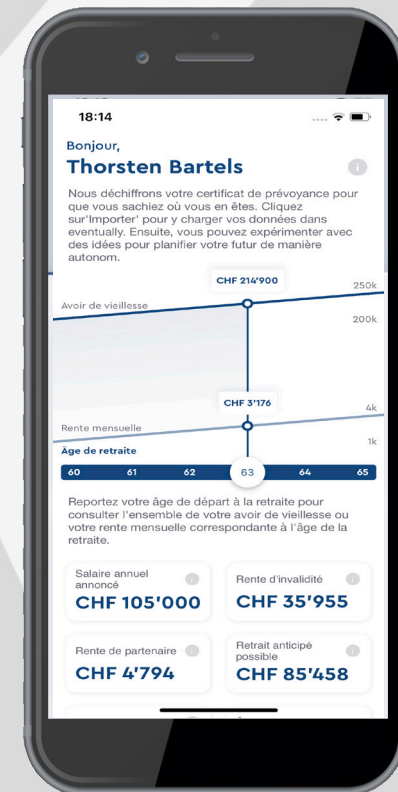 18:14
Bonjour,
Thorsten Bartels
Nous déchiffrons votre certificat de prévoyance pour
que vous sachiez où vous en êtes. Cliquez
sur'Importer' pour y charger vos données dans
eventually. Ensuite, vous pouvez expérimenter avec
des idées pour planifier votre futur de manière
autonom.
CHF 214'900
250k
Avoir de vieillesse
200k
CHF 3'176
4k
Rente mensuelle
1k
Âge de retraite
60 61 62 63 64 65
Reportez votre âge de départ à la retraite pour
consulter l'ensemble de votre avoir de vieillesse ou
votre rente mensuelle correspondante à l'âge de la
retraite.
Salaire annuel
annoncé
CHF 105'000
Rente d'invalidité
CHF 35'955
Rente de partenaire
CHF 4'794
Retrait anticipé
possible
CHF 85'458